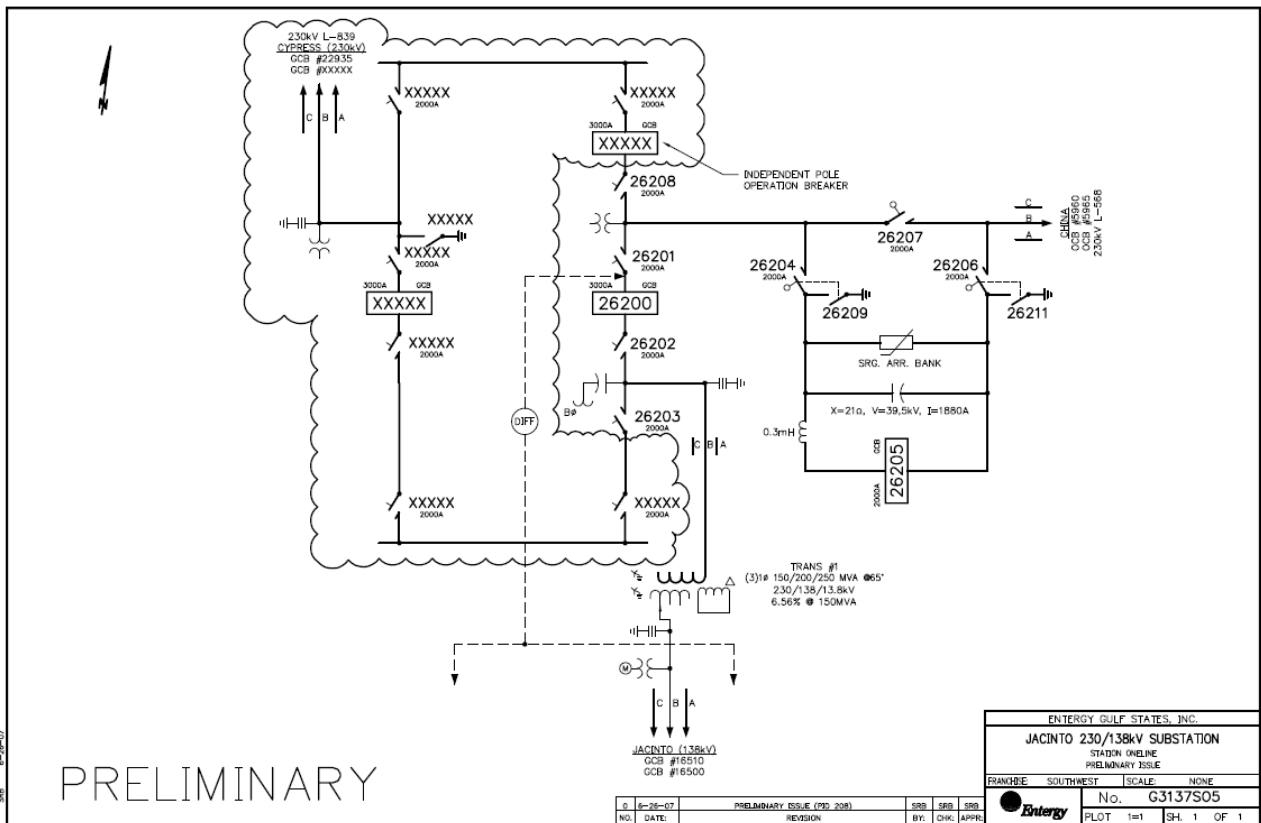 230kV L-839
CYPRESS (230kV)
GCB #22935
GCB #XXXXX
C B A
XXXXX
2000A
XXXXX
2000A
3000A GCB
XXXXX
INDEPENDENT POLE
OPERATION BREAKER
26208
2000A
XXXXX
XXXXX
2000A
3000A GCB
XXXXX
XXXXX
2000A
XXXXX
2000A
26201
2000A
3000A GCB
26200
26202
2000A
BØ
26203
2000A
DIFF
C B A
XXXXX
2000A
26207
2000A
C
B
A
CHINA
OCB #5960
OCB #5965
230kV L-568
26204
2000A
26209
26206
2000A
26211
SRG. ARR. BANK
X=21Ω, V=39.5kV, I=1880A
0.3mH
2000A GCB
26205
TRANS #1
(3)1Ø 150/200/250 MVA @65°
230/138/13.8kV
6.56% @ 150MVA
M
C B A
JACINTO (138kV)
GCB #16510
GCB #16500
PRELIMINARY
SRB 6-26-07
0 6-26-07 PRELIMINARY ISSUE (PID 208) SRB SRB SRB
NO. DATE: REVISION BY: CHK: APPR:
ENTERGY GULF STATES, INC.
JACINTO 230/138kV SUBSTATION
STATION ONELINE
PRELIMINARY ISSUE
FRANCHISE: SOUTHWEST SCALE: NONE
Entergy
No. G3137S05
PLOT 1=1 SH. 1 OF 1